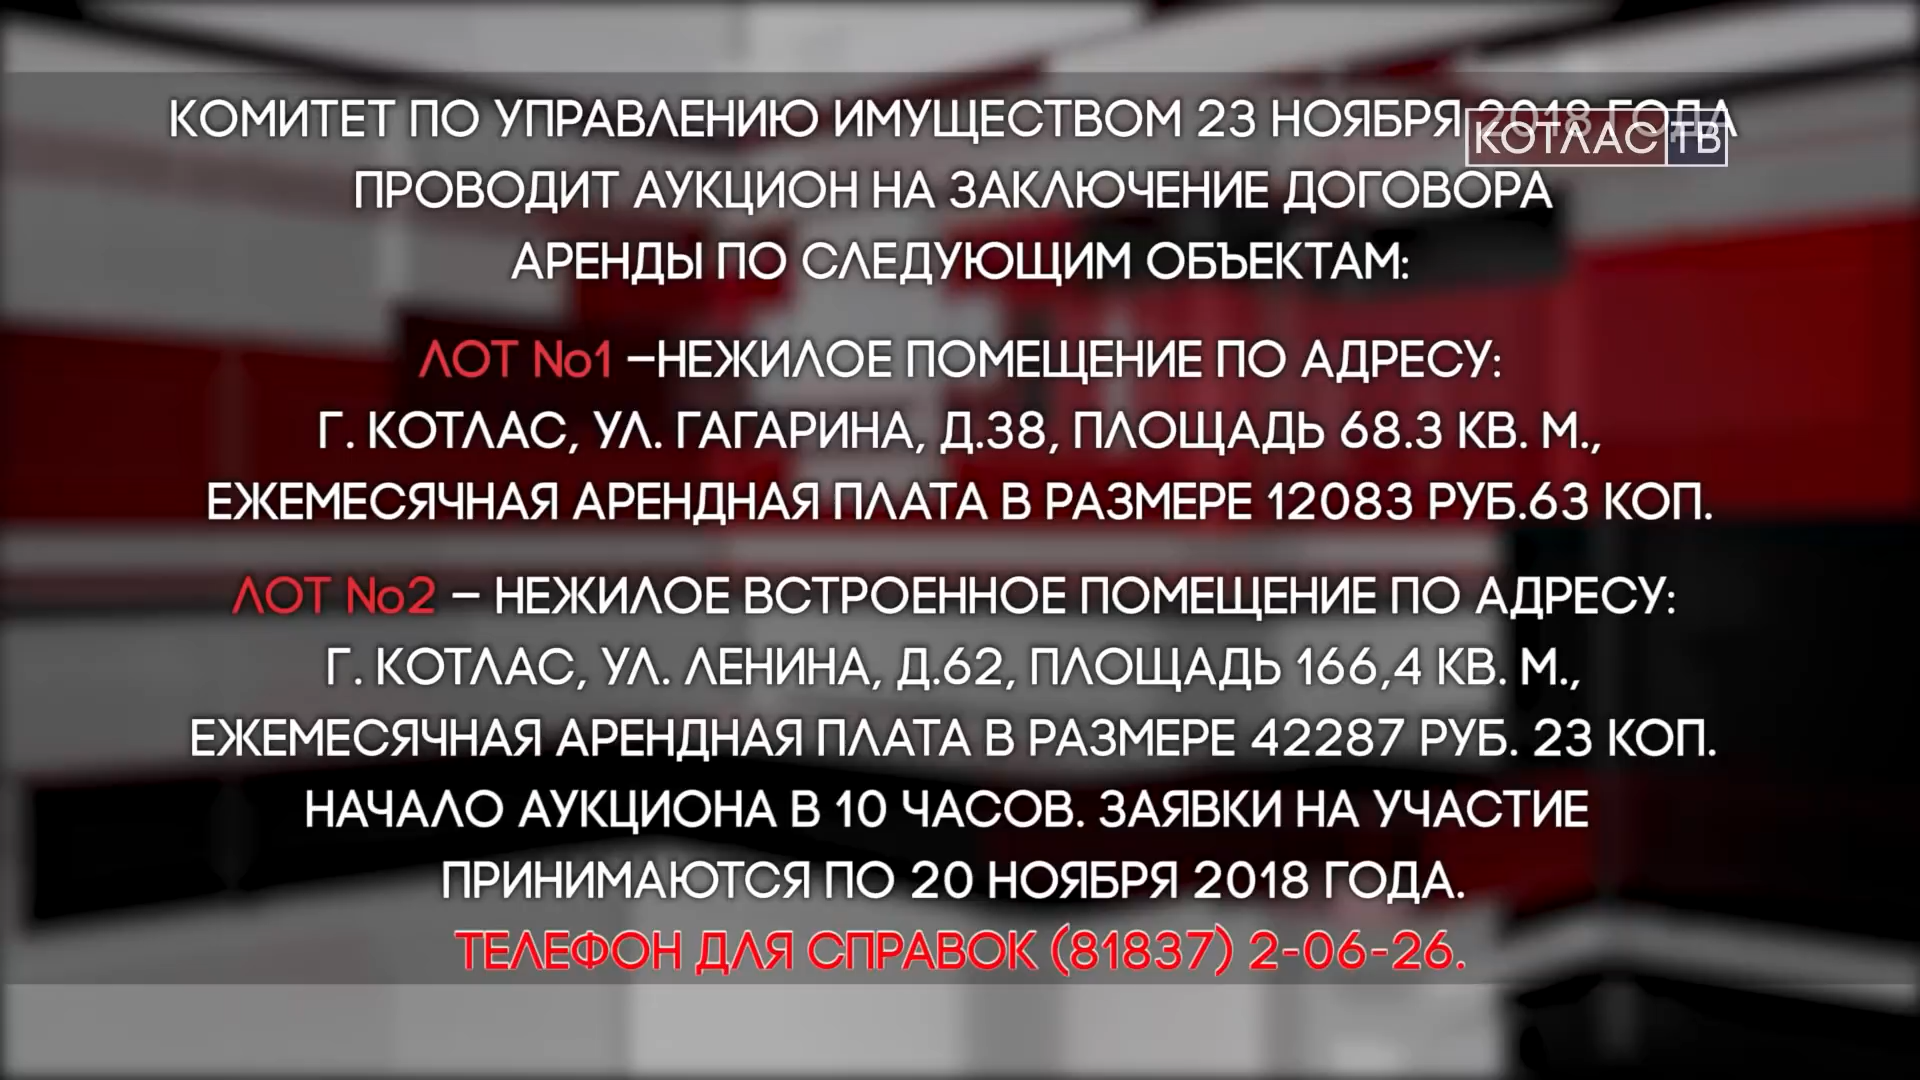 КОМИТЕТ ПО УПРАВЛЕНИЮ ИМУЩЕСТВОМ 23 НОЯБРЯ 2018 ГОДА
КОТЛАС ТВ
ПРОВОДИТ АУКЦИОН НА ЗАКЛЮЧЕНИЕ ДОГОВОРА
АРЕНДЫ ПО СЛЕДУЮЩИМ ОБЪЕКТАМ:
ЛОТ №1 –НЕЖИЛОЕ ПОМЕЩЕНИЕ ПО АДРЕСУ:
Г. КОТЛАС, УЛ. ГАГАРИНА, Д.38, ПЛОЩАДЬ 68.3 КВ. М.,
ЕЖЕМЕСЯЧНАЯ АРЕНДНАЯ ПЛАТА В РАЗМЕРЕ 12083 РУБ.63 КОП.
ЛОТ №2 – НЕЖИЛОЕ ВСТРОЕННОЕ ПОМЕЩЕНИЕ ПО АДРЕСУ:
Г. КОТЛАС, УЛ. ЛЕНИНА, Д.62, ПЛОЩАДЬ 166,4 КВ. М.,
ЕЖЕМЕСЯЧНАЯ АРЕНДНАЯ ПЛАТА В РАЗМЕРЕ 42287 РУБ. 23 КОП.
НАЧАЛО АУКЦИОНА В 10 ЧАСОВ. ЗАЯВКИ НА УЧАСТИЕ
ПРИНИМАЮТСЯ ПО 20 НОЯБРЯ 2018 ГОДА.
ТЕЛЕФОН ДЛЯ СПРАВОК (81837) 2-06-26.